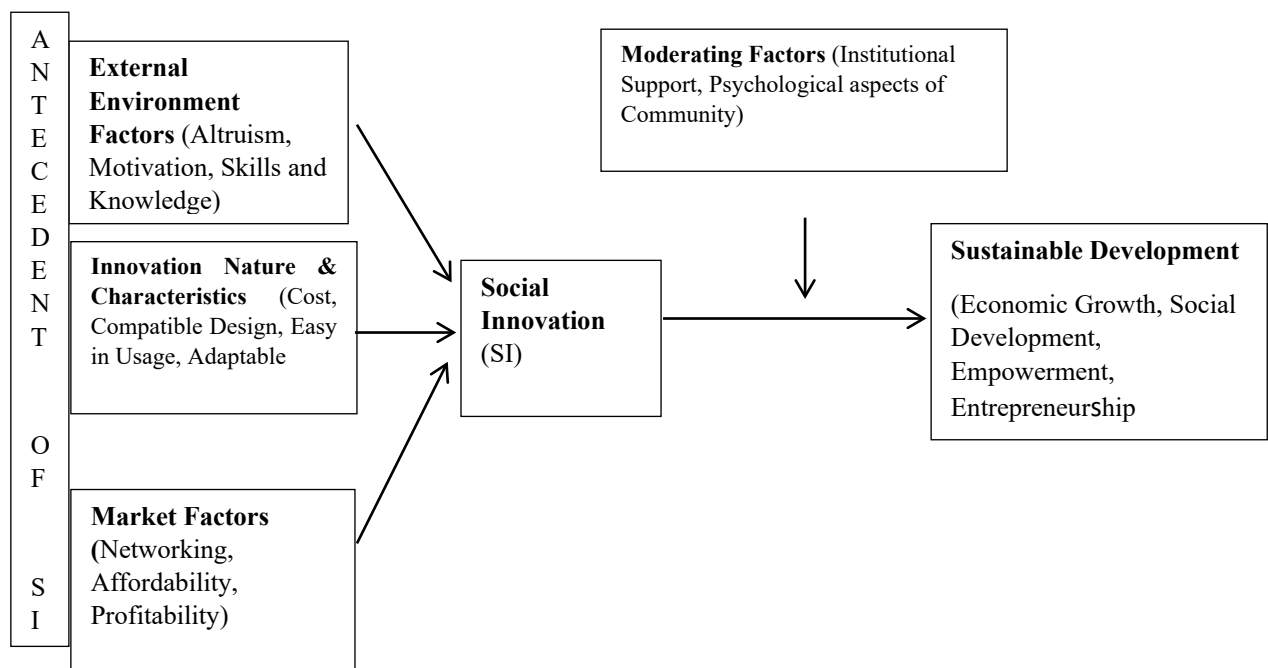 A
N
T
E
C
E
D
E
N
T
O
F
S
I
External
Environment
Factors (Altruism,
Motivation, Skills and
Knowledge)
Innovation Nature &
Characteristics (Cost,
Compatible Design, Easy
in Usage, Adaptable
Market Factors
(Networking,
Affordability,
Profitability)
Social
Innovation
(SI)
Moderating Factors (Institutional
Support, Psychological aspects of
Community)
Sustainable Development
(Economic Growth, Social
Development,
Empowerment,
Entrepreneurship